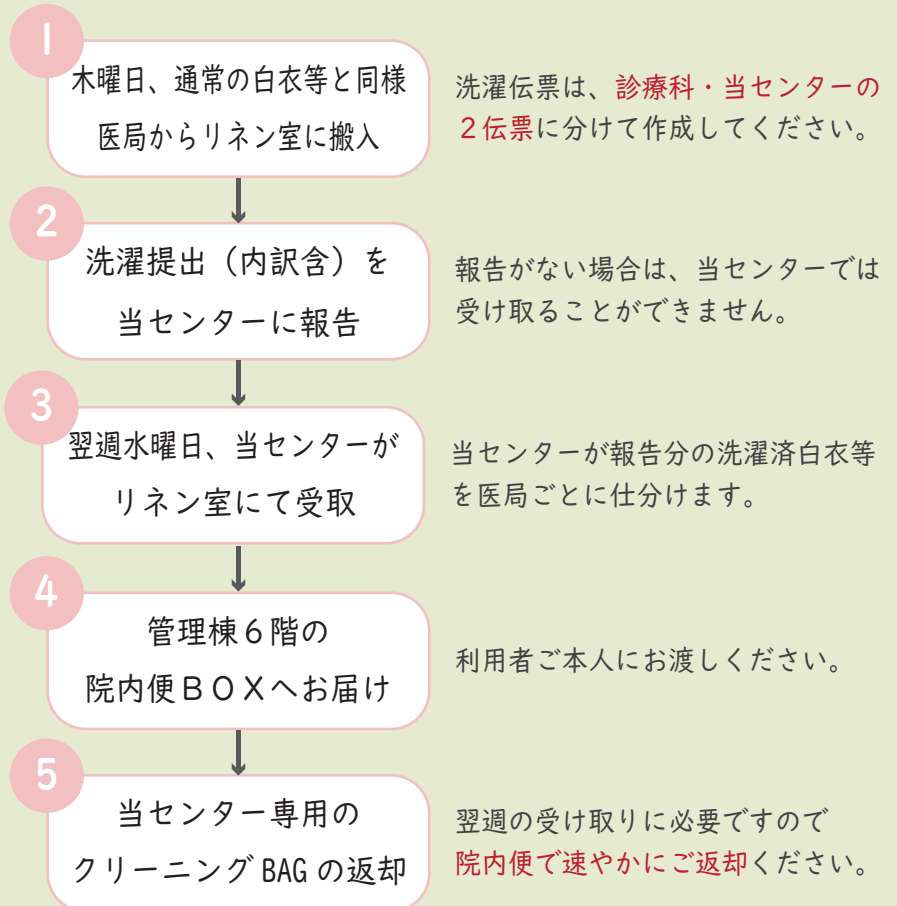 1
木曜日、通常の白衣等と同様
医局からリネン室に搬入
洗濯伝票は、診療科・当センターの
２伝票に分けて作成してください。
2
洗濯提出（内訳含）を
当センターに報告
報告がない場合は、当センターでは
受け取ることができません。
3
翌週水曜日、当センターが
リネン室にて受取
当センターが報告分の洗濯済白衣等
を医局ごとに仕分けます。
4
管理棟６階の
院内便ＢＯＸへお届け
利用者ご本人にお渡しください。
5
当センター専用の
クリーニング BAG の返却
翌週の受け取りに必要ですので
院内便で速やかにご返却ください。